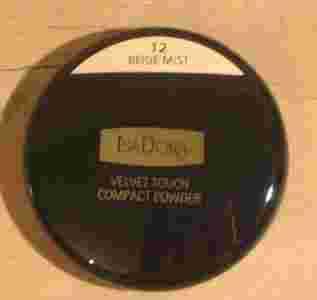 12
BEIGE MIST
ISADORA
VELVET TOUCH
COMPACT POWDER